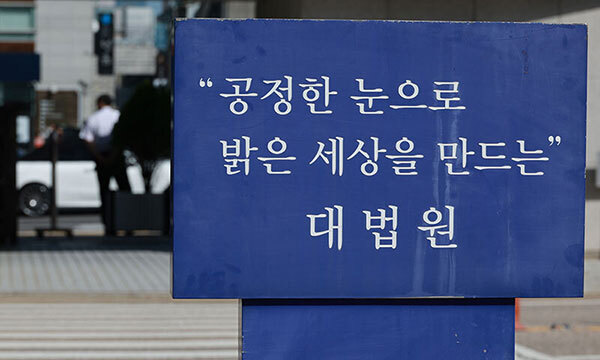 “공정한 눈으로
밝은 세상을 만드는”
대법원